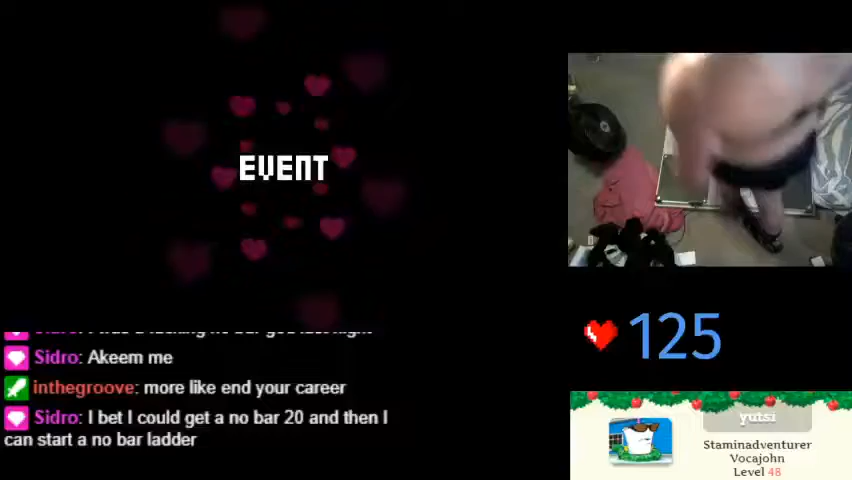 EVENT
Sidro: Akeem me
inthegroove: more like end your career
Sidro: I bet I could get a no bar 20 and then I
can start a no bar ladder
125
yutsi
Staminadventurer
Vocajohn
Level 48